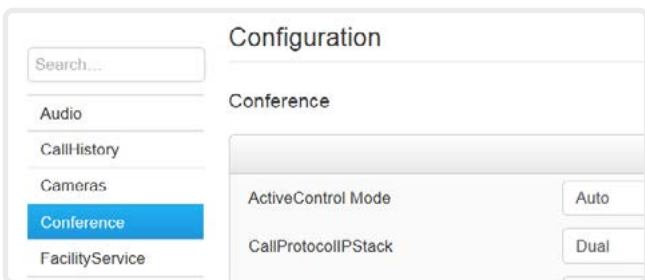 Configuration
Search...
Conference
Audio
CallHistory
Cameras
ActiveControl Mode Auto
Conference
CallProtocolIPStack Dual
FacilityService